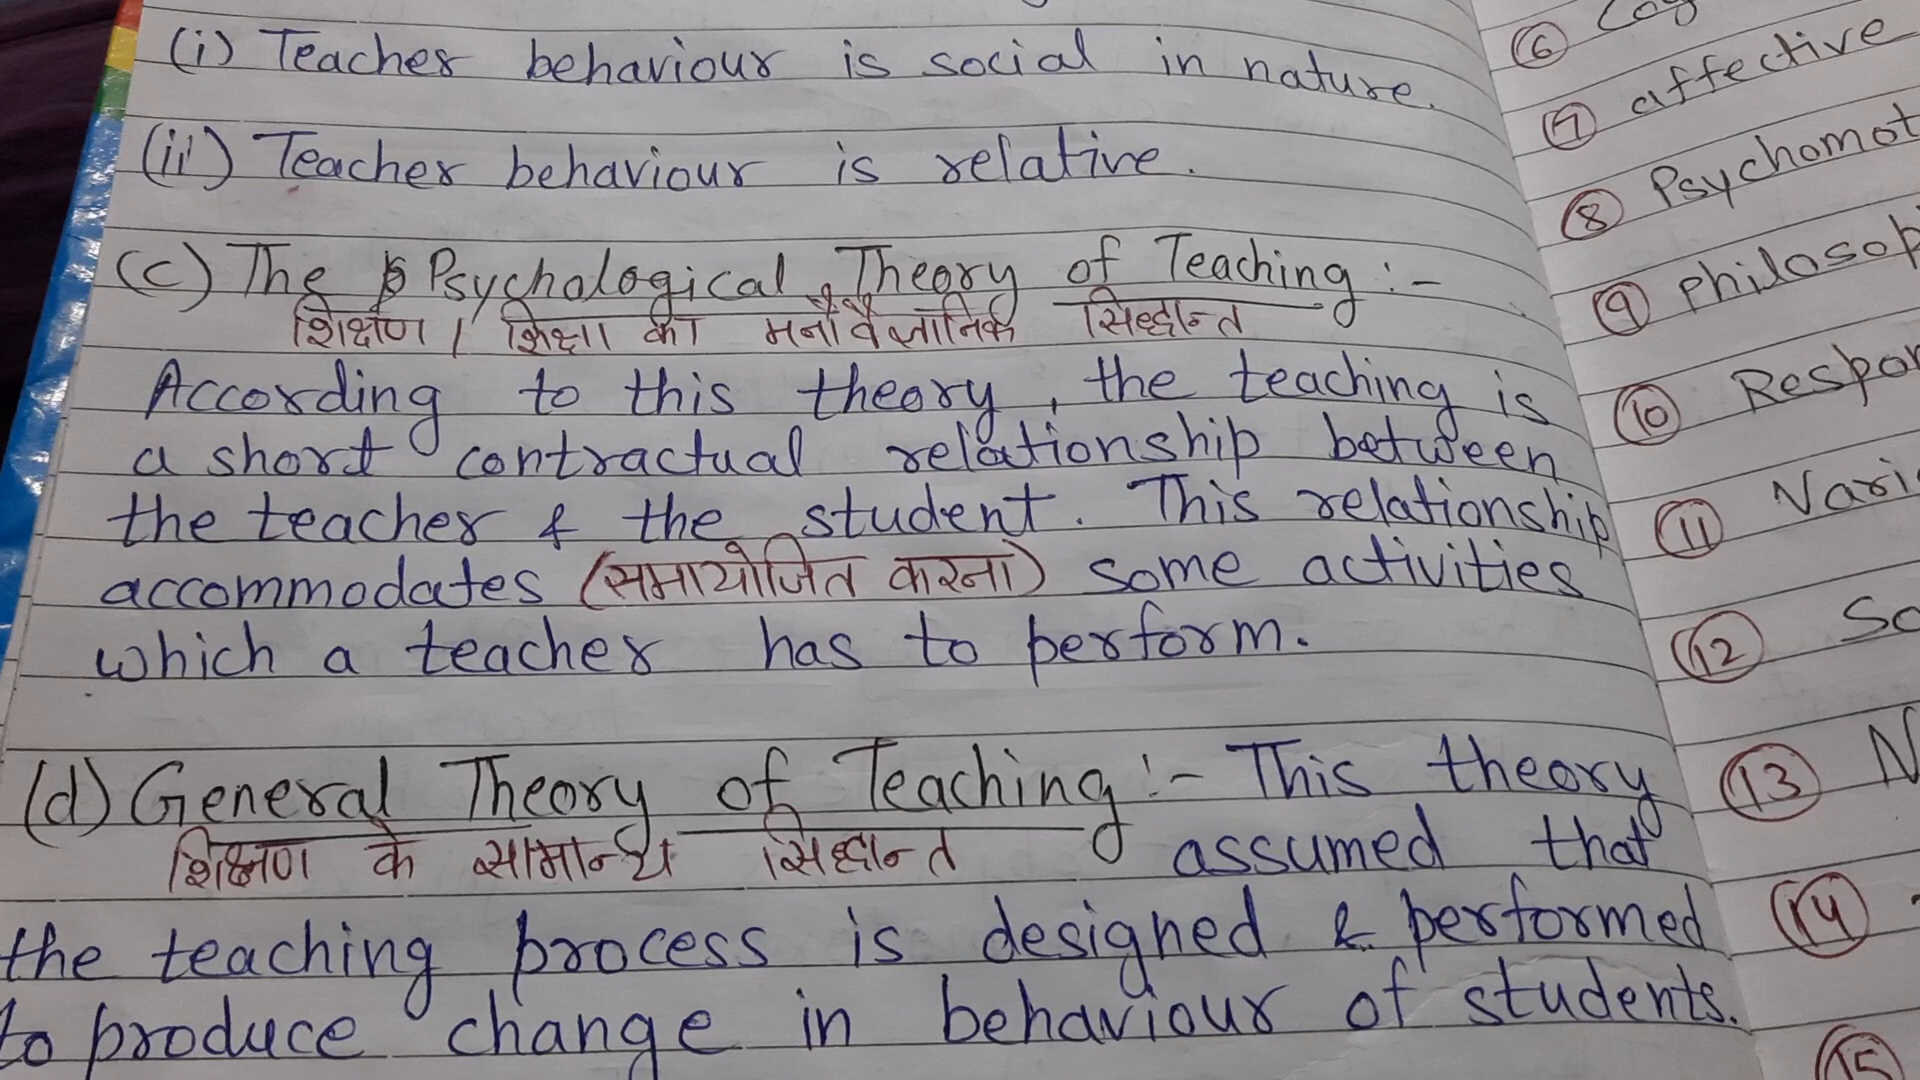 (i) Teacher behaviour is social in nature.
(ii) Teacher behaviour is relative.
(c) The Psychological Theory of Teaching :-
शिक्षण / शिक्षा का मनोवैज्ञानिक सिद्धान्त
According to this theory, the teaching is
a short contractual relationship between
the teacher & the student. This relationship
accommodates (समायोजित करना) some activities
which a teacher has to perform.
(d) General Theory of Teaching :- This theory
शिक्षण के सामान्य सिद्धान्त assumed that
the teaching process is designed & performed
to produce change in behaviour of students.
6
7 affective
8 Psychomot
9 Philosop
10 Respon
11 Vari
12 So
13 N
14
15